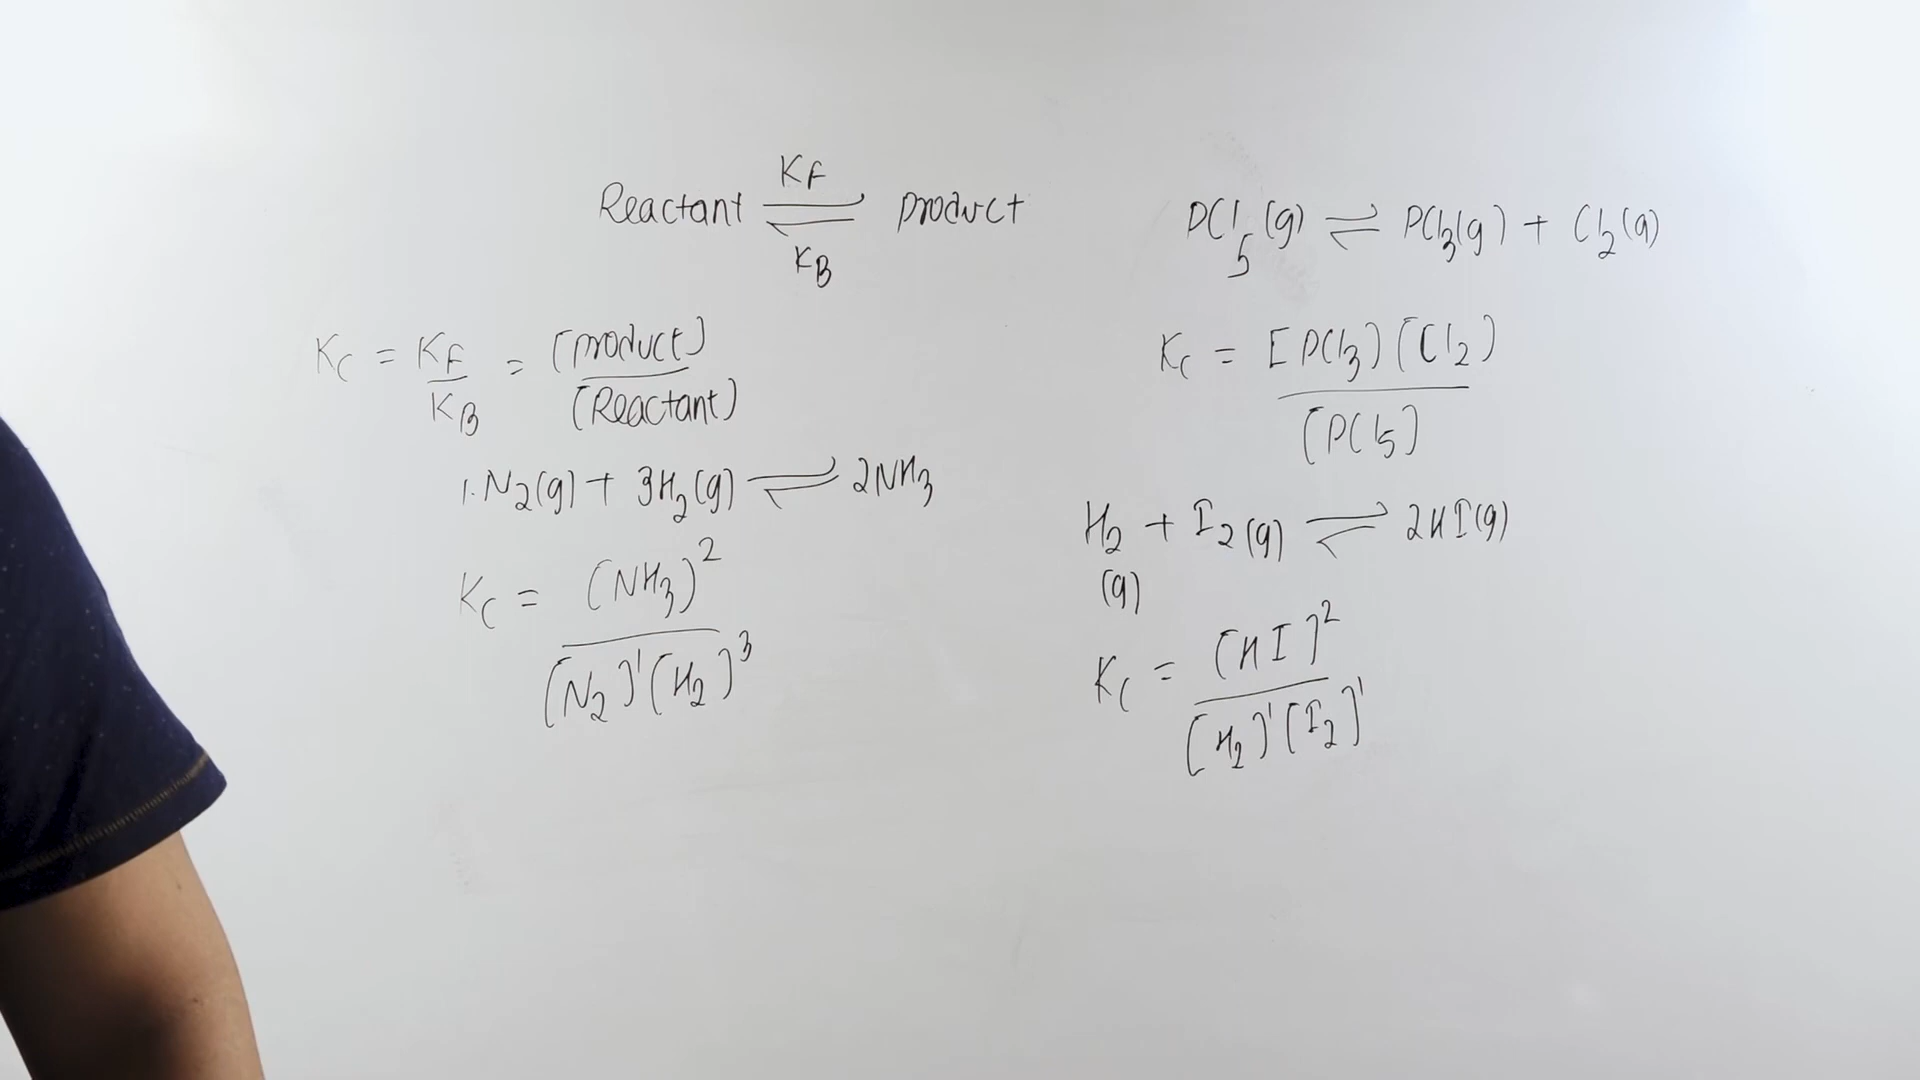 KF
Reactant ⇌ product
KB
Kc = KF/KB = [product]/[Reactant]
1. N2(g) + 3H2(g) ⇌ 2NH3
Kc = (NH3)²/[N2]¹[H2]³
PCl5(g) ⇌ PCl3(g) + Cl2(g)
Kc = [PCl3)(Cl2)/[PCl5]
H2(g) + I2(g) ⇌ 2HI(g)
Kc = [HI]²/[H2]¹[I2]¹